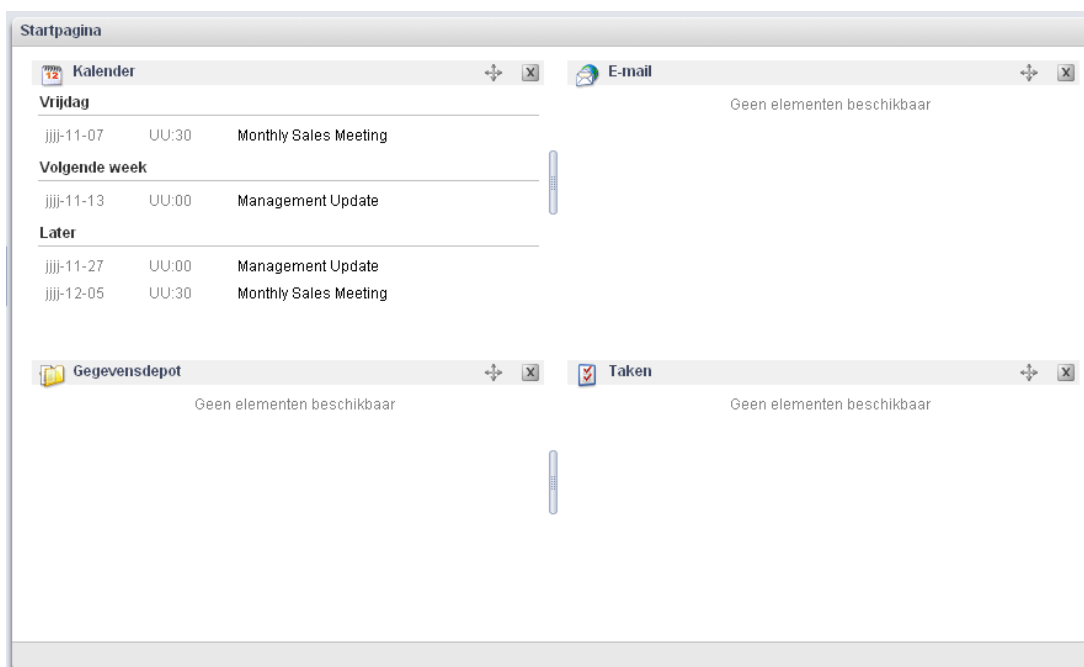 Startpagina
Kalender
Vrijdag
jjjj-11-07 UU:30 Monthly Sales Meeting
Volgende week
jjjj-11-13 UU:00 Management Update
Later
jjjj-11-27 UU:00 Management Update
jjjj-12-05 UU:30 Monthly Sales Meeting
E-mail
Geen elementen beschikbaar
Gegevensdepot
Geen elementen beschikbaar
Taken
Geen elementen beschikbaar